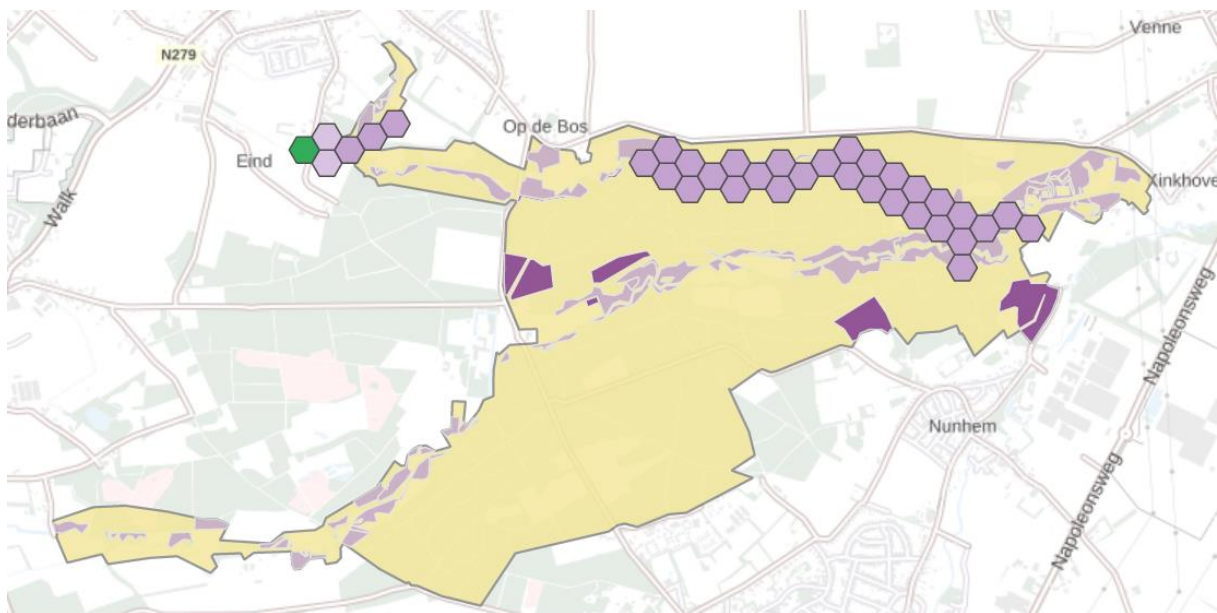 Venne
N279
derbaan
Op de Bos
Eind
Xinkhove
Walk
Napoleonsweg
Nunhem
Napoleonsweg